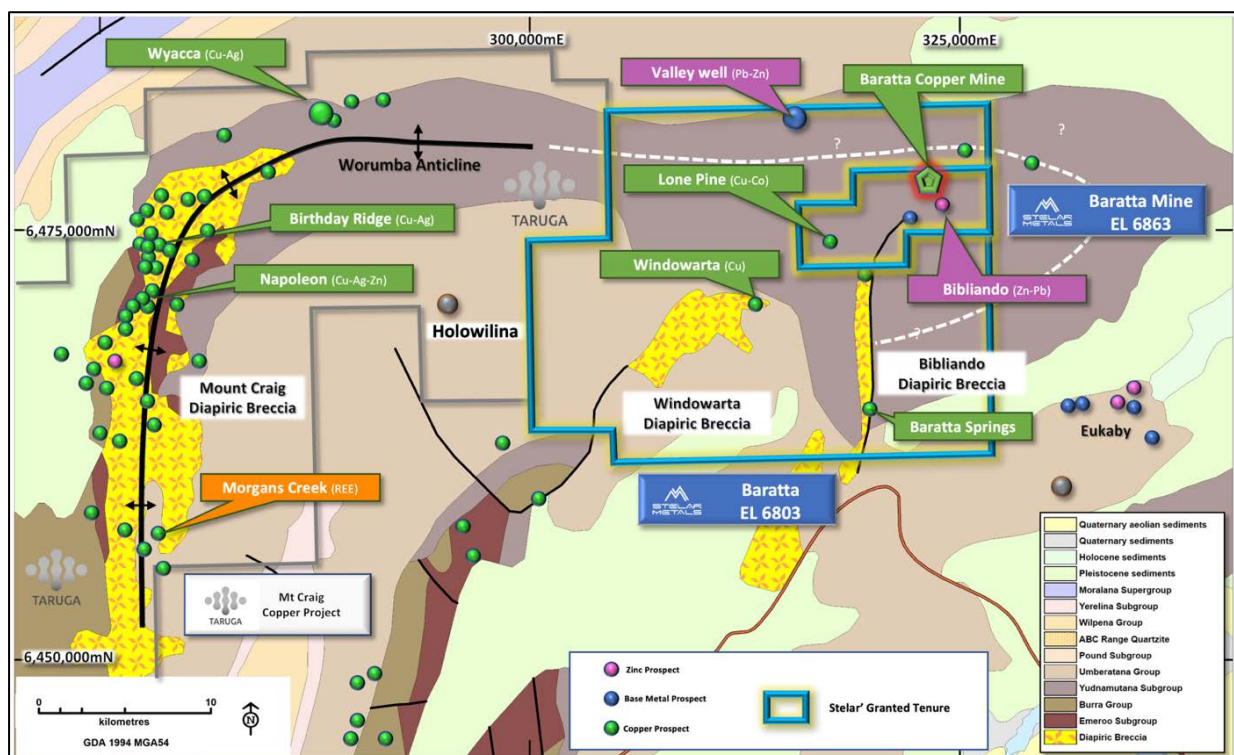 300,000mE
325,000mE
Wyacca (Cu-Ag)
Valley well (Pb-Zn)
Baratta Copper Mine
?
?
Worumba Anticline
TARUGA
Lone Pine (Cu-Co)
STELAR
METALS
Baratta Mine
EL 6863
6,475,000mN
Birthday Ridge (Cu-Ag)
Windowarta (Cu)
Bibliando (Zn-Pb)
Napoleon (Cu-Ag-Zn)
Holowilina
?
Mount Craig
Diapiric Breccia
Bibliando
Diapiric Breccia
Windowarta
Diapiric Breccia
Baratta Springs
Eukaby
Morgans Creek (REE)
STELAR
METALS
Baratta
EL 6803
TARUGA
TARUGA
Mt Craig
Copper Project
6,450,000mN
0
10
kilometres
N
GDA 1994 MGA54
Zinc Prospect
Base Metal Prospect
Copper Prospect
Stelar' Granted Tenure
Quaternary aeolian sediments
Quaternary sediments
Holocene sediments
Pleistocene sediments
Moralana Supergroup
Yerelina Subgroup
Wilpena Group
ABC Range Quartzite
Pound Subgroup
Umberatana Group
Yudnamutana Subgroup
Burra Group
Emeroo Subgroup
Diapiric Breccia